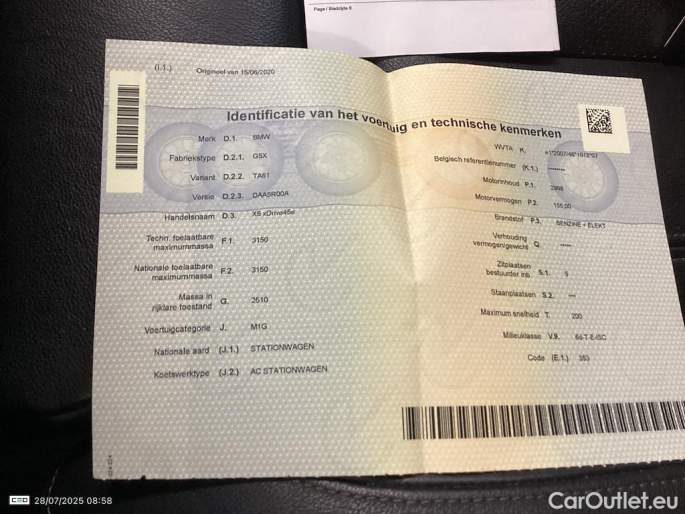 Page / Bladzijde 8
(I.1.) Origineel van 15/06/2020
Identificatie van het voertuig en technische kenmerken
Merk D.1. BMW
Fabriekstype D.2.1. G5X
Variant D.2.2. TA61
Versie D.2.3.
Handelsnaam D.3. X5 xDrive45e
Techn. toelaatbare
maximummassa F.1. 3150
Nationale toelaatbare
maximummassa F.2. 3150
Massa in
rijklare toestand G. 2510
Voertuigcategorie J. M1G
Nationale aard (J.1.) STATIONWAGEN
Koetswerktype (J.2.) AC STATIONWAGEN
WVTA K.
Belgisch referentienummer (K.1.) --------
Motorinhoud P.1. 2998
Motorvermogen P.2.
Brandstof P.3. BENZINE + ELEKT
Verhouding
vermogen/gewicht Q. -----
Zitplaatsen
bestuurder inb. S.1. 5
Staanplaatsen S.2. ---
Maximum snelheid T. 200
Milieuklasse V.9.
Code (E.1.) 353
CEO 28/07/2025 08:58
CarOutlet.eu